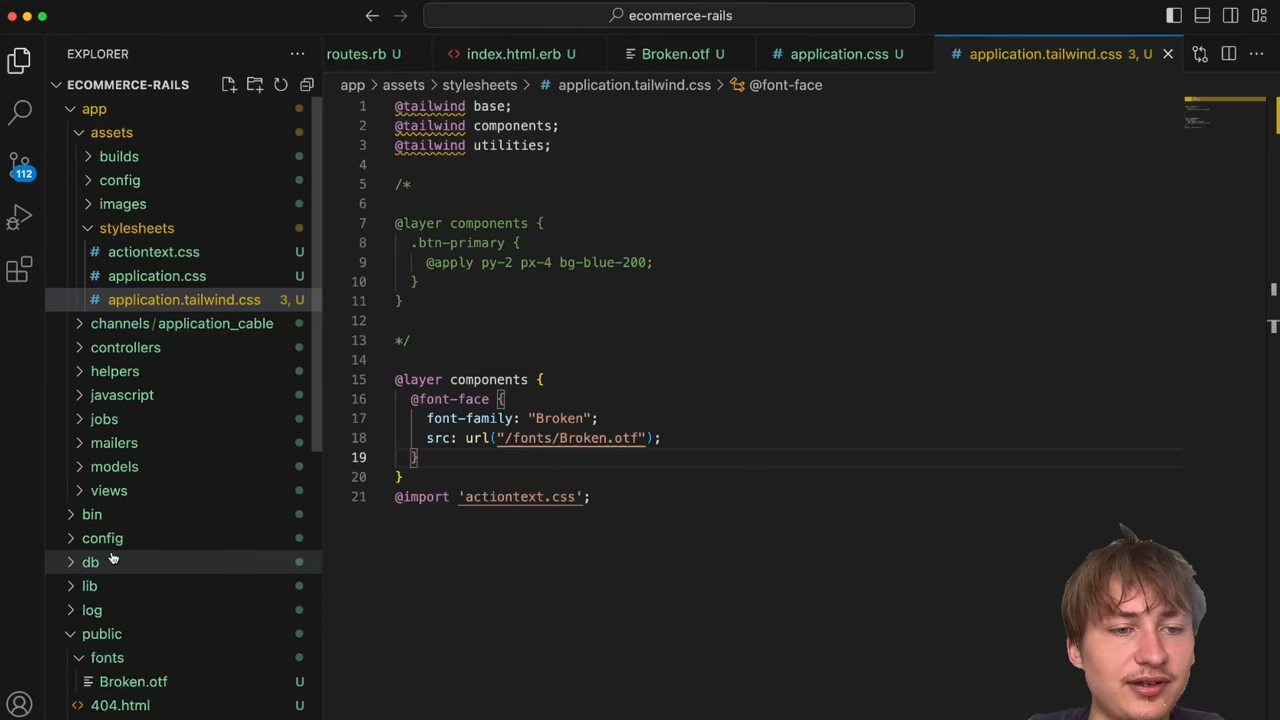 ecommerce-rails
EXPLORER
routes.rb U
index.html.erb U
Broken.otf U
application.css U
application.tailwind.css 3, U
ECOMMERCE-RAILS
app > assets > stylesheets > # application.tailwind.css > @font-face
app
assets
builds
config
images
stylesheets
# actiontext.css U
# application.css U
# application.tailwind.css 3, U
channels / application_cable
controllers
helpers
javascript
jobs
mailers
models
views
bin
config
db
lib
log
public
fonts
Broken.otf U
404.html U
112
1 @tailwind base;
2 @tailwind components;
3 @tailwind utilities;
4
5 /*
6
7 @layer components {
8 .btn-primary {
9 @apply py-2 px-4 bg-blue-200;
10 }
11 }
12
13 */
14
15 @layer components {
16 @font-face {
17 font-family: "Broken";
18 src: url("/fonts/Broken.otf");
19 }
20 }
21 @import 'actiontext.css';